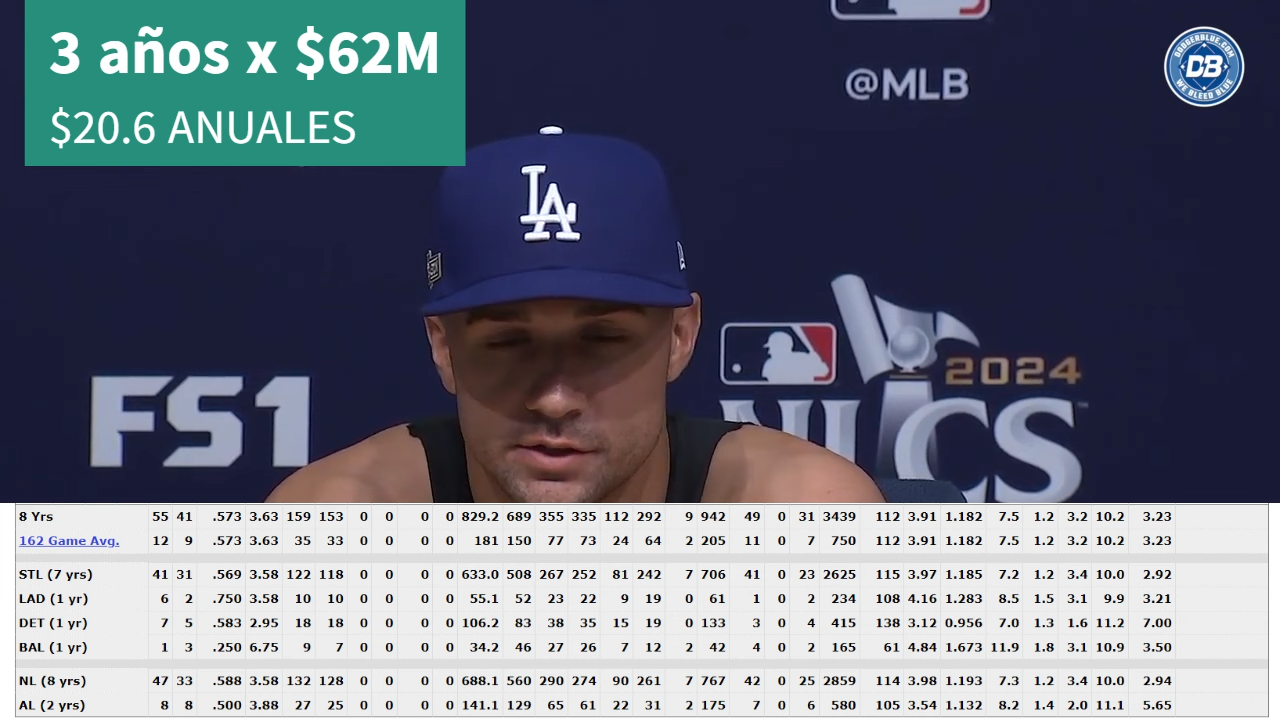 3 años x $62M
$20.6 ANUALES
@MLB
DODGERBLUE.COM
DB
WE BLEED BLUE
LA
FS1
2024
NLCS
8 Yrs 55 41 .573 3.63 159 153 0 0 0 0 829.2 689 355 335 112 292 9 942 49 0 31 3439 112 3.91 1.182 7.5 1.2 3.2 10.2 3.23
162 Game Avg. 12 9 .573 3.63 35 33 0 0 0 0 181 150 77 73 24 64 2 205 11 0 7 750 112 3.91 1.182 7.5 1.2 3.2 10.2 3.23
STL (7 yrs) 41 31 .569 3.58 122 118 0 0 0 0 633.0 508 267 252 81 242 7 706 41 0 23 2625 115 3.97 1.185 7.2 1.2 3.4 10.0 2.92
LAD (1 yr) 6 2 .750 3.58 10 10 0 0 0 0 55.1 52 23 22 9 19 0 61 1 0 2 234 108 4.16 1.283 8.5 1.5 3.1 9.9 3.21
DET (1 yr) 7 5 .583 2.95 18 18 0 0 0 0 106.2 83 38 35 15 19 0 133 3 0 4 415 138 3.12 0.956 7.0 1.3 1.6 11.2 7.00
BAL (1 yr) 1 3 .250 6.75 9 7 0 0 0 0 34.2 46 27 26 7 12 2 42 4 0 2 165 61 4.84 1.673 11.9 1.8 3.1 10.9 3.50
NL (8 yrs) 47 33 .588 3.58 132 128 0 0 0 0 688.1 560 290 274 90 261 7 767 42 0 25 2859 114 3.98 1.193 7.3 1.2 3.4 10.0 2.94
AL (2 yrs) 8 8 .500 3.88 27 25 0 0 0 0 141.1 129 65 61 22 31 2 175 7 0 6 580 105 3.54 1.132 8.2 1.4 2.0 11.1 5.65